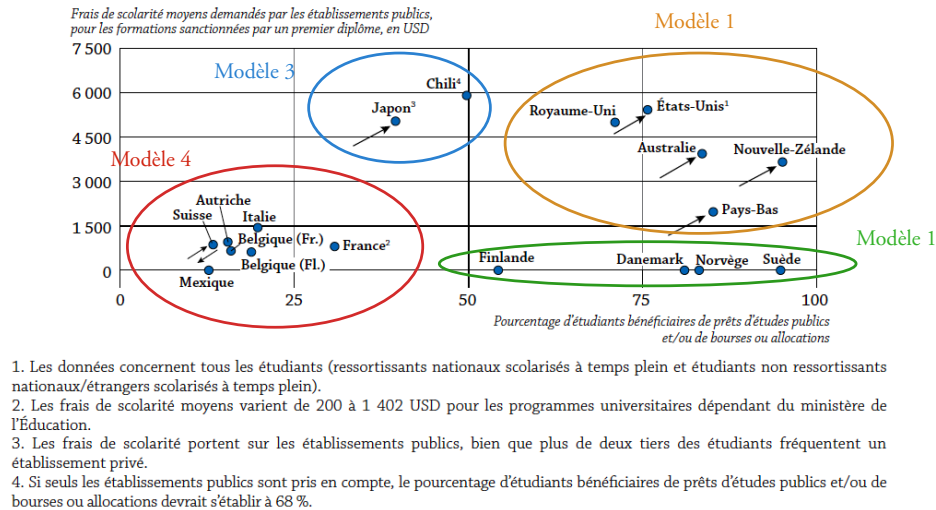 Frais de scolarité moyens demandés par les établissements publics,
pour les formations sanctionnées par un premier diplôme, en USD
Modèle 1
7 500
Modèle 3
Chili⁴
6 000
Japon³
Royaume-Uni
États-Unis¹
4 500
Australie
Nouvelle-Zélande
Modèle 4
3 000
Autriche
Suisse
Italie
Pays-Bas
1 500
Belgique (Fr.)
France²
Modèle 1
Belgique (Fl.)
Finlande
Danemark
Norvège
Suède
0
Mexique
0
25
50
75
100
Pourcentage d'étudiants bénéficiaires de prêts d'études publics
et/ou de bourses ou allocations
1. Les données concernent tous les étudiants (ressortissants nationaux scolarisés à temps plein et étudiants non ressortissants
nationaux/étrangers scolarisés à temps plein).
2. Les frais de scolarité moyens varient de 200 à 1 402 USD pour les programmes universitaires dépendant du ministère de
l'Éducation.
3. Les frais de scolarité portent sur les établissements publics, bien que plus de deux tiers des étudiants fréquentent un
établissement privé.
4. Si seuls les établissements publics sont pris en compte, le pourcentage d'étudiants bénéficiaires de prêts d'études publics et/ou de
bourses ou allocations devrait s'établir à 68 %.